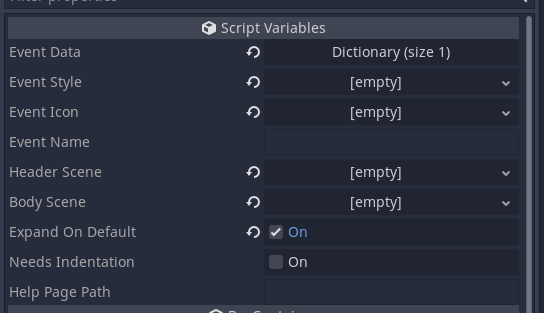 Filter properties
Script Variables
Event Data Dictionary (size 1)
Event Style [empty]
Event Icon [empty]
Event Name
Header Scene [empty]
Body Scene [empty]
Expand On Default On
Needs Indentation On
Help Page Path